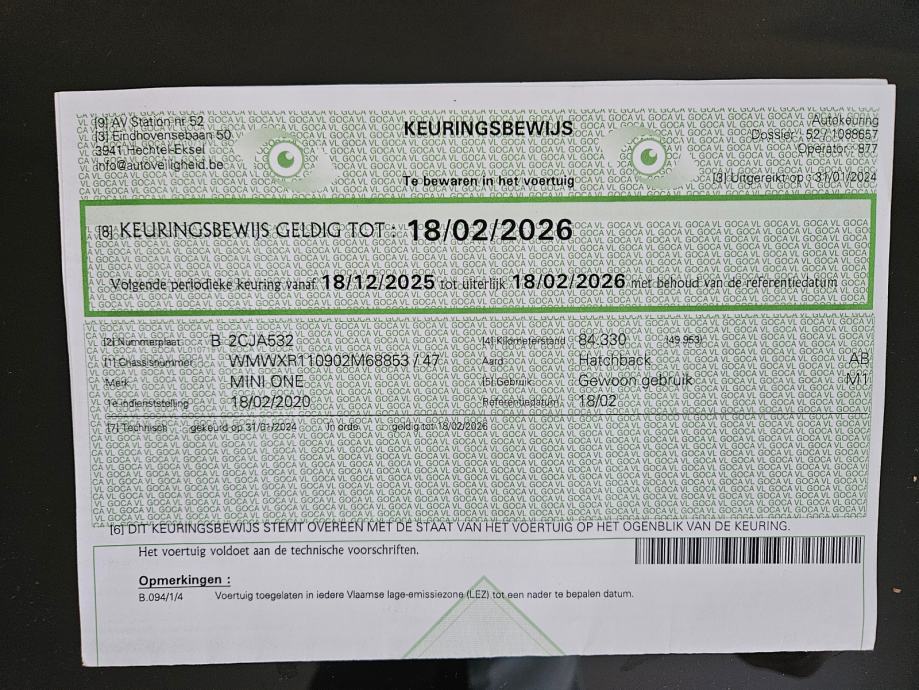 [9] AV Station nr 52
[3] Eindhovensebaan 50
3941 Hechtel-Eksel
info@autoveiligheid.be
KEURINGSBEWIJS
Te bewaren in het voertuig
Autokeuring
Dossier : 52 / 1088657
Operator : 877
[3] Uitgereikt op 31/01/2024
[8] KEURINGSBEWIJS GELDIG TOT : 18/02/2026
Volgende periodieke keuring vanaf 18/12/2025 tot uiterlijk 18/02/2026 met behoud van de referentiedatum
[2] Nummerplaat B 2CJA532 [4] Kilometerstand 84.330 (49.953)
[1] Chassisnummer WMWXR110902M68853 / 47 Aard Hatchback AB
Merk MINI ONE [5] Gebruik Gewoon gebruik M1
1e indienststelling 18/02/2020 Referentiedatum 18/02
[7] Technisch gekeurd op 31/01/2024 In orde. geldig tot 18/02/2026
[6] DIT KEURINGSBEWIJS STEMT OVEREEN MET DE STAAT VAN HET VOERTUIG OP HET OGENBLIK VAN DE KEURING.
Het voertuig voldoet aan de technische voorschriften.
Opmerkingen :
B.094/1/4 Voertuig toegelaten in iedere Vlaamse lage-emissiezone (LEZ) tot een nader te bepalen datum.